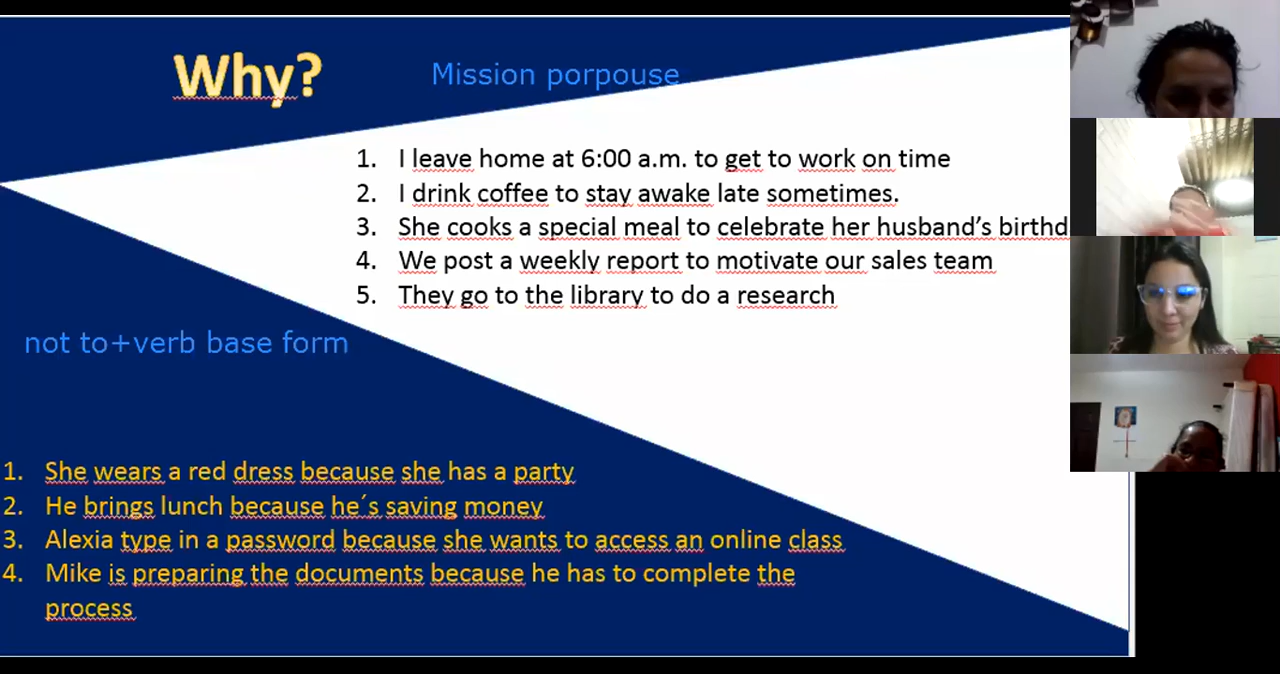 Why?
Mission porpouse
1. I leave home at 6:00 a.m. to get to work on time
2. I drink coffee to stay awake late sometimes.
3. She cooks a special meal to celebrate her husband’s birthd
4. We post a weekly report to motivate our sales team
5. They go to the library to do a research
not to+verb base form
1. She wears a red dress because she has a party
2. He brings lunch because he´s saving money
3. Alexia type in a password because she wants to access an online class
4. Mike is preparing the documents because he has to complete the
process